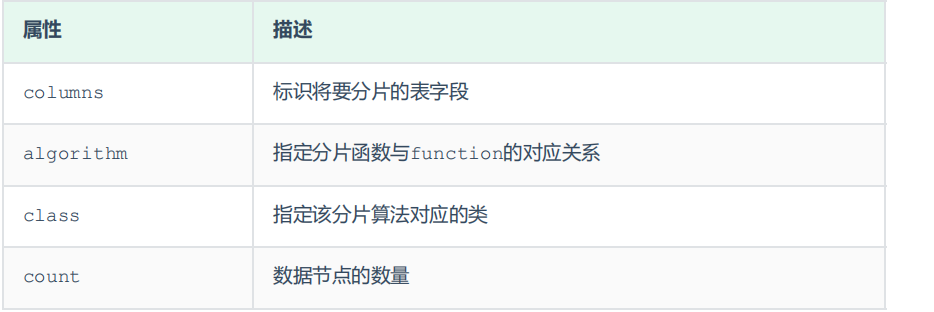 属性 描述
columns 标识将要分片的表字段
algorithm 指定分片函数与function的对应关系
class 指定该分片算法对应的类
count 数据节点的数量